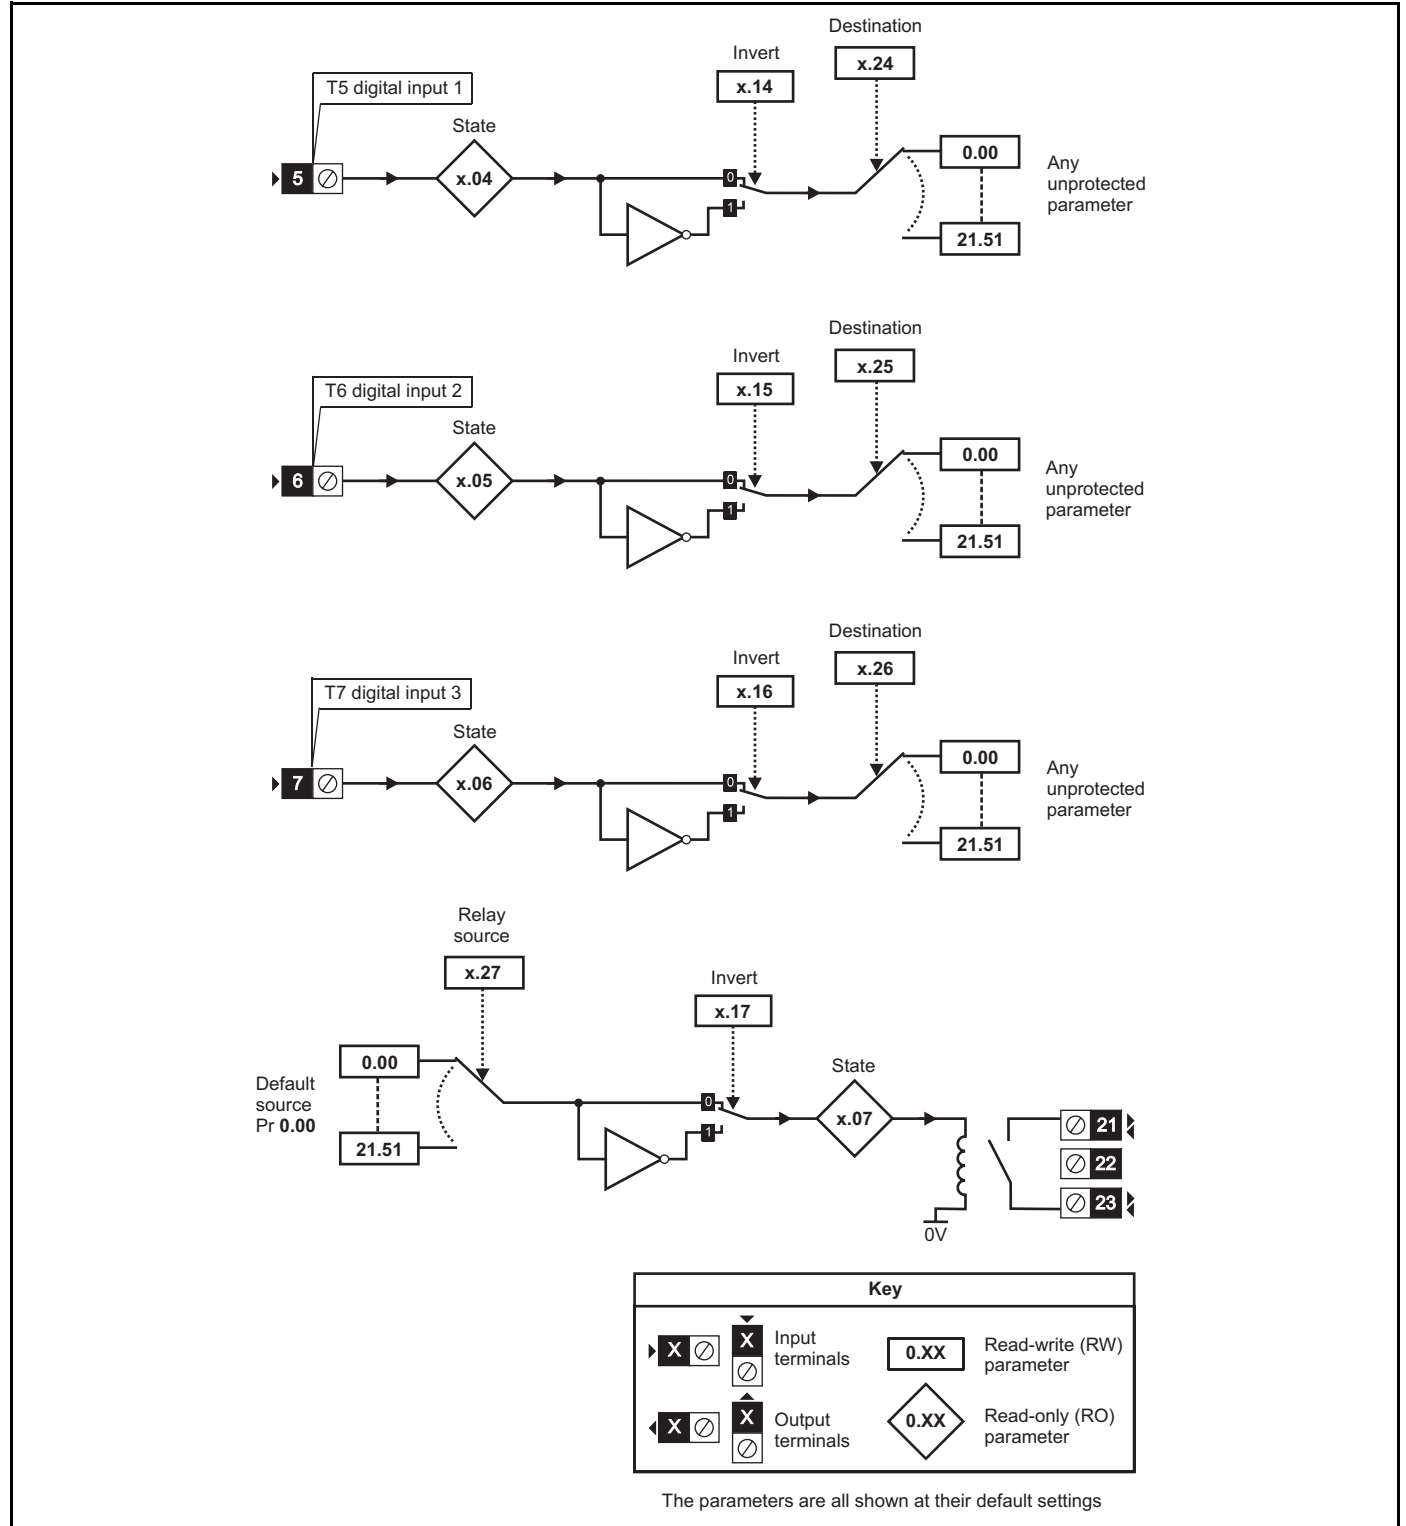 Destination
x.24
Invert
x.14
T5 digital input 1
State
5
x.04
0
1
0.00
21.51
Any
unprotected
parameter
Destination
x.25
Invert
x.15
T6 digital input 2
State
6
x.05
0
1
0.00
21.51
Any
unprotected
parameter
Destination
x.26
Invert
x.16
T7 digital input 3
State
7
x.06
0
1
0.00
21.51
Any
unprotected
parameter
Relay
source
x.27
Invert
x.17
Default
source
Pr 0.00
0.00
21.51
0
1
State
x.07
0V
21
22
23
Key
X
X
Input
terminals
0.XX
Read-write (RW)
parameter
X
X
Output
terminals
0.XX
Read-only (RO)
parameter
The parameters are all shown at their default settings